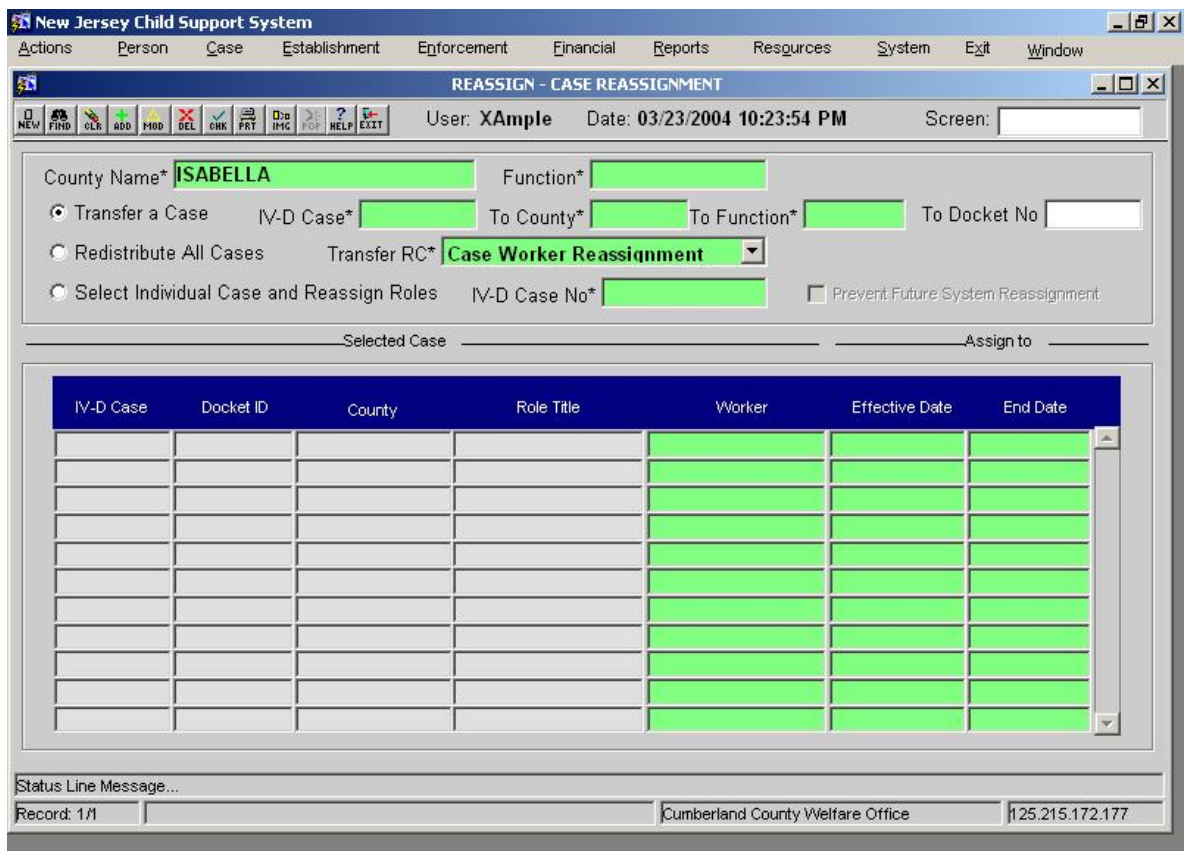 New Jersey Child Support System
Actions Person Case Establishment Enforcement Financial Reports Resources System Exit Window
REASSIGN - CASE REASSIGNMENT
NEW FIND CLR ADD MOD DEL CHK PRT IMG POP HELP EXIT User: XAmple Date: 03/23/2004 10:23:54 PM Screen:
County Name* ISABELLA Function*
Transfer a Case IV-D Case* To County* To Function* To Docket No
Redistribute All Cases Transfer RC* Case Worker Reassignment
Select Individual Case and Reassign Roles IV-D Case No* Prevent Future System Reassignment
Selected Case Assign to
IV-D Case Docket ID County Role Title Worker Effective Date End Date
Status Line Message...
Record: 1/1 Cumberland County Welfare Office 125.215.172.177